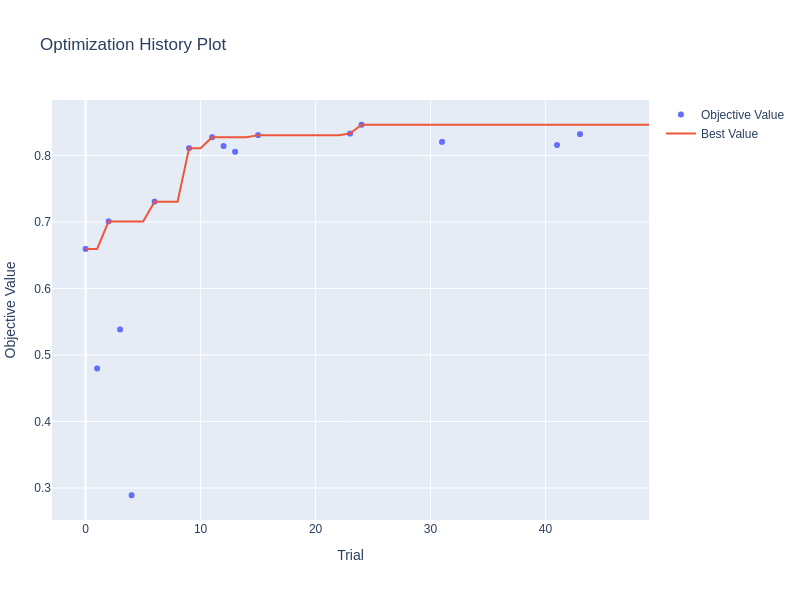 Optimization History Plot
Objective Value
Best Value
0.8
0.7
0.6
0.5
0.4
0.3
Objective Value
0
10
20
30
40
Trial